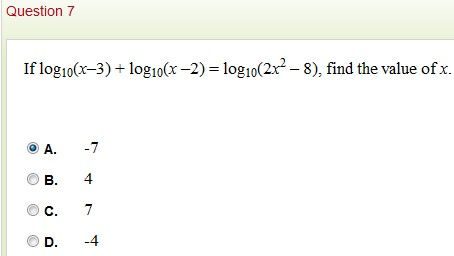 Question 7
If log₁₀(x–3) + log₁₀(x –2) = log₁₀(2x² – 8), find the value of x.
A. -7
B. 4
C. 7
D. -4